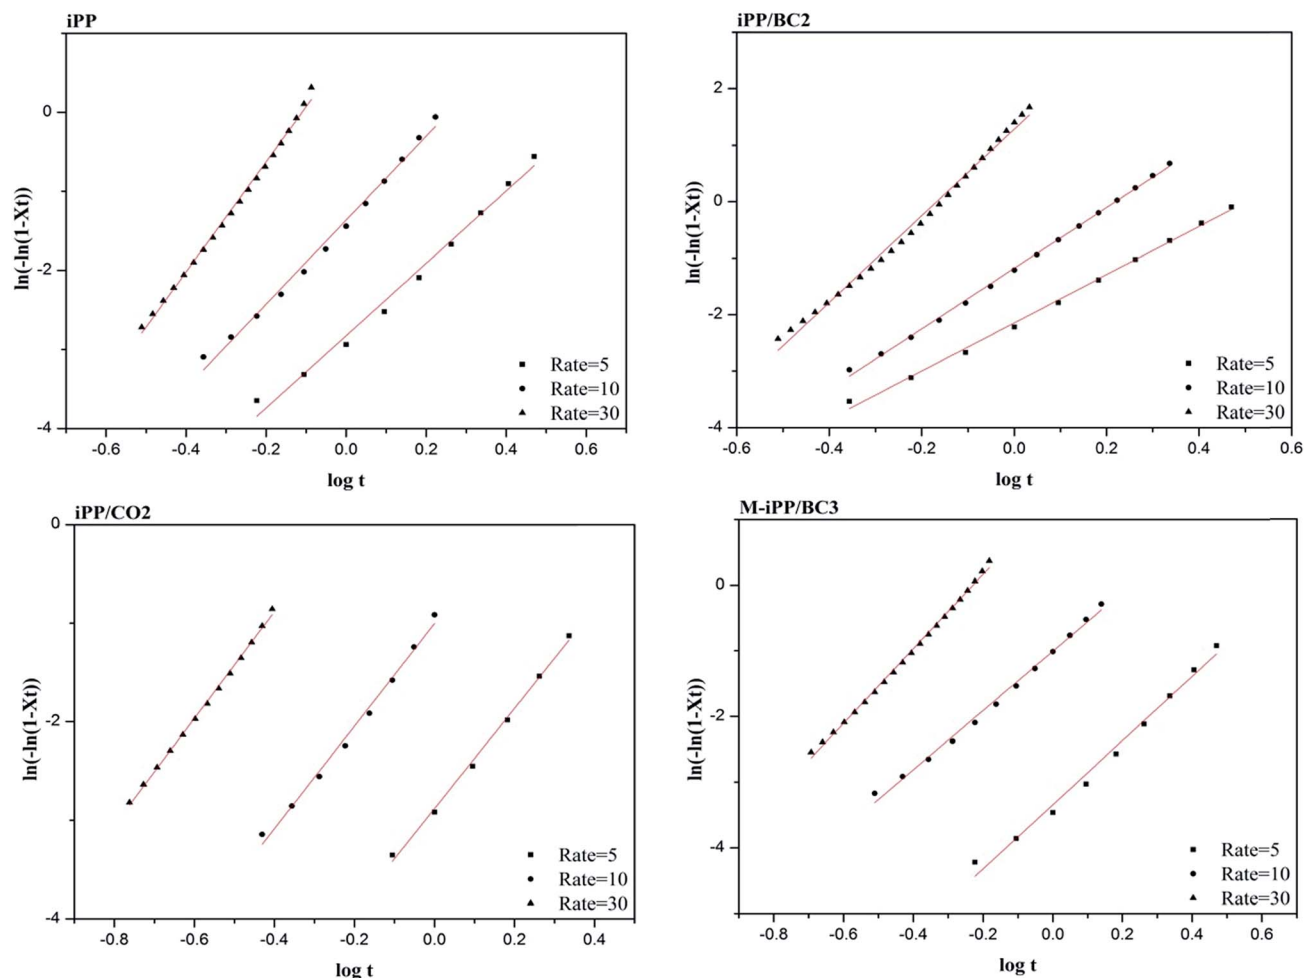 iPP
0
-2
-4
ln(-ln(1-Xt))
-0.6 -0.4 -0.2 0.0 0.2 0.4 0.6
log t
Rate=5
Rate=10
Rate=30
iPP/BC2
2
0
-2
-4
ln(-ln(1-Xt))
-0.6 -0.4 -0.2 0.0 0.2 0.4 0.6
log t
Rate=5
Rate=10
Rate=30
iPP/CO2
0
-2
-4
ln(-ln(1-Xt))
-0.8 -0.6 -0.4 -0.2 0.0 0.2 0.4
log t
Rate=5
Rate=10
Rate=30
M-iPP/BC3
0
-2
-4
ln(-ln(1-Xt))
-0.8 -0.6 -0.4 -0.2 0.0 0.2 0.4 0.6
log t
Rate=5
Rate=10
Rate=30